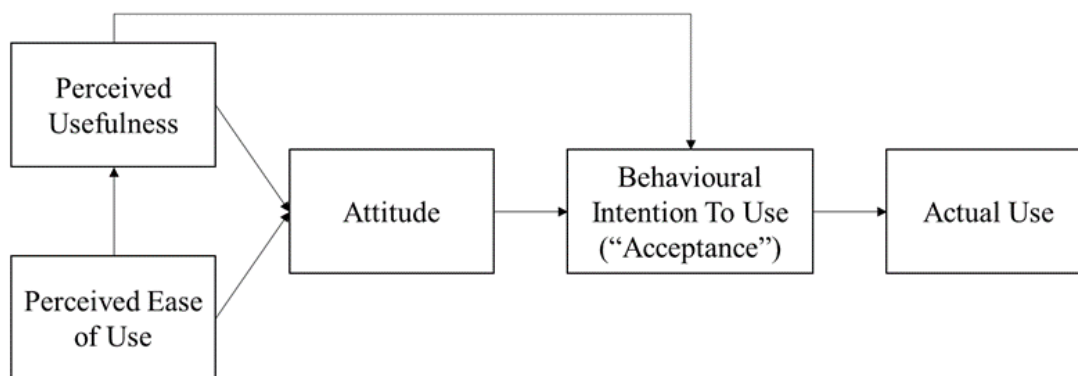 Perceived
Usefulness
Attitude
Behavioural
Intention To Use
(“Acceptance”)
Actual Use
Perceived Ease
of Use